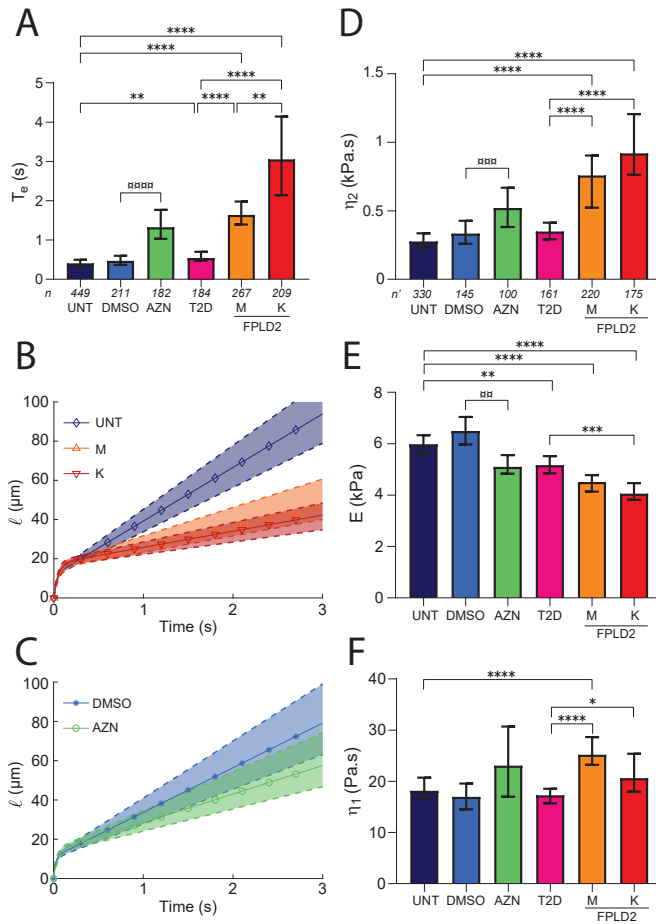 A
****
****
****
**
****
**
¤¤¤¤
5
4
3
2
1
0
Te (s)
n 449 211 182 184 267 209
UNT DMSO AZN T2D M K
FPLD2
B
100
80
60
40
20
0
ℓ (µm)
UNT
M
K
0 1 2 3
Time (s)
C
100
80
60
40
20
0
ℓ (µm)
DMSO
AZN
0 1 2 3
Time (s)
D
****
****
****
****
¤¤¤
1.5
1
0.5
0
η2 (kPa.s)
n' 330 145 100 161 220 175
UNT DMSO AZN T2D M K
FPLD2
E
****
****
**
¤¤
***
8
6
4
2
0
E (kPa)
UNT DMSO AZN T2D M K
FPLD2
F
****
*
****
40
30
20
10
0
η1 (Pa.s)
UNT DMSO AZN T2D M K
FPLD2